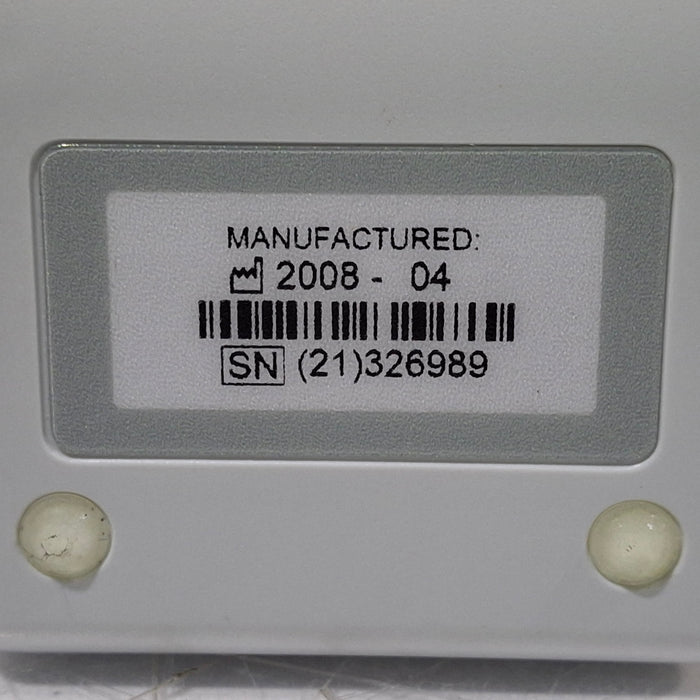 MANUFACTURED:
2008 - 04
SN (21)326989